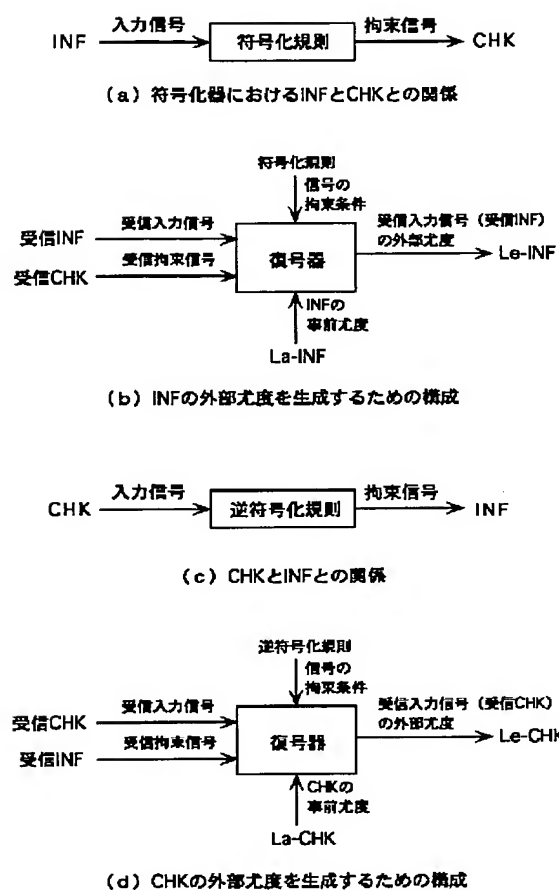 入力信号 拘束信号
INF 符号化規則 CHK
(a) 符号化器におけるINFとCHKとの関係
符号化規則
信号の
拘束条件
受信入力信号 受信入力信号 (受信INF)
受信INF の外部尤度
受信拘束信号 復号器 Le-INF
受信CHK
INFの
事前尤度
La-INF
(b) INFの外部尤度を生成するための構成
入力信号 拘束信号
CHK 逆符号化規則 INF
(c) CHKとINFとの関係
逆符号化規則
信号の
拘束条件
受信入力信号 受信入力信号 (受信CHK)
受信CHK の外部尤度
受信拘束信号 復号器 Le-CHK
受信INF
CHKの
事前尤度
La-CHK
(d) CHKの外部尤度を生成するための構成